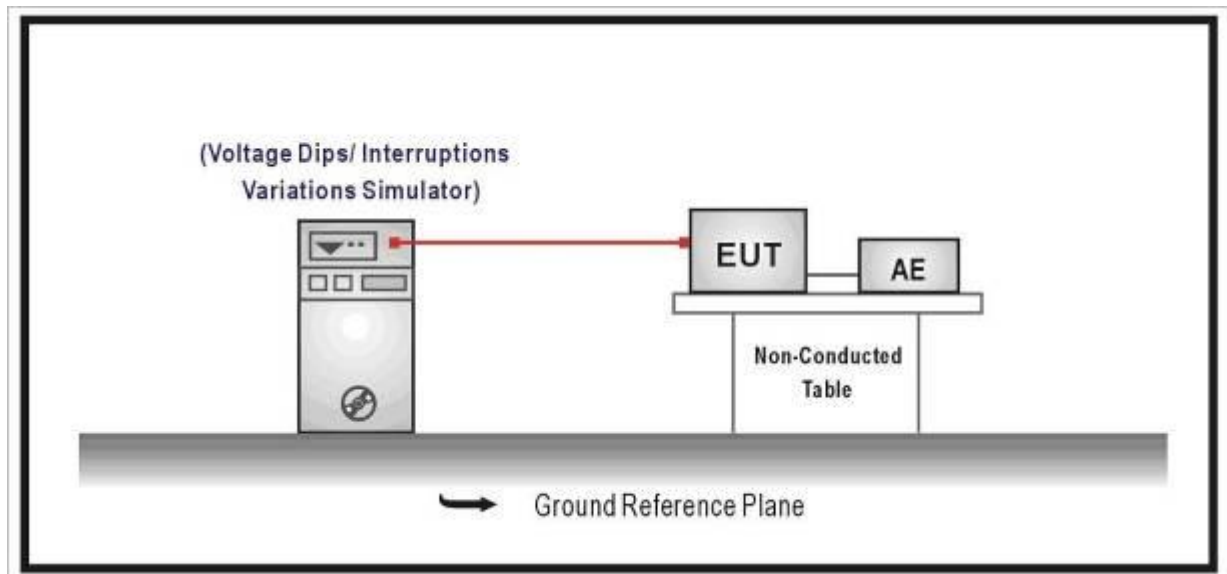 (Voltage Dips/ Interruptions
Variations Simulator)
EUT
AE
Non-Conducted
Table
Ground Reference Plane